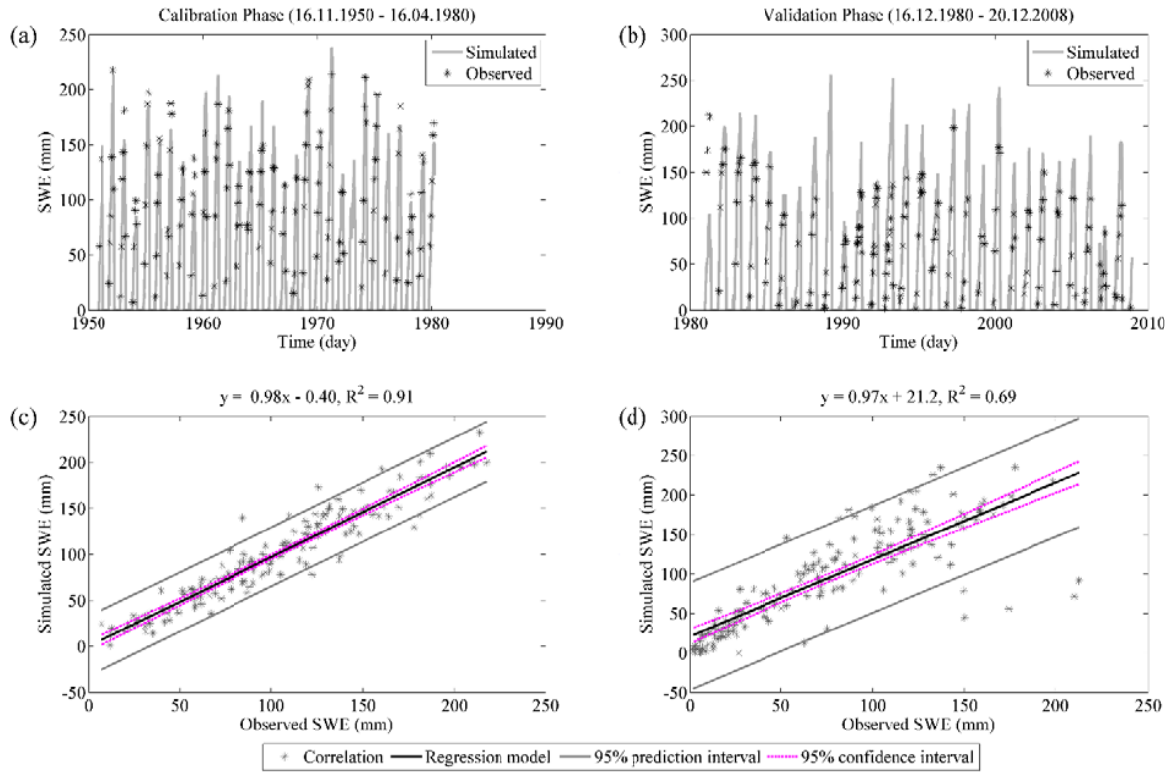 Calibration Phase (16.11.1950 - 16.04.1980)
(a)
250
200
150
100
50
0
SWE (mm)
Simulated
Observed
1950
1960
1970
1980
1990
Time (day)
Validation Phase (16.12.1980 - 20.12.2008)
(b)
300
250
200
150
100
50
0
SWE (mm)
Simulated
Observed
1980
1990
2000
2010
Time (day)
y = 0.98x - 0.40, R² = 0.91
(c)
250
200
150
100
50
0
-50
Simulated SWE (mm)
0
50
100
150
200
250
Observed SWE (mm)
y = 0.97x + 21.2, R² = 0.69
(d)
300
250
200
150
100
50
0
-50
Simulated SWE (mm)
0
50
100
150
200
250
Observed SWE (mm)
Correlation
Regression model
95% prediction interval
95% confidence interval